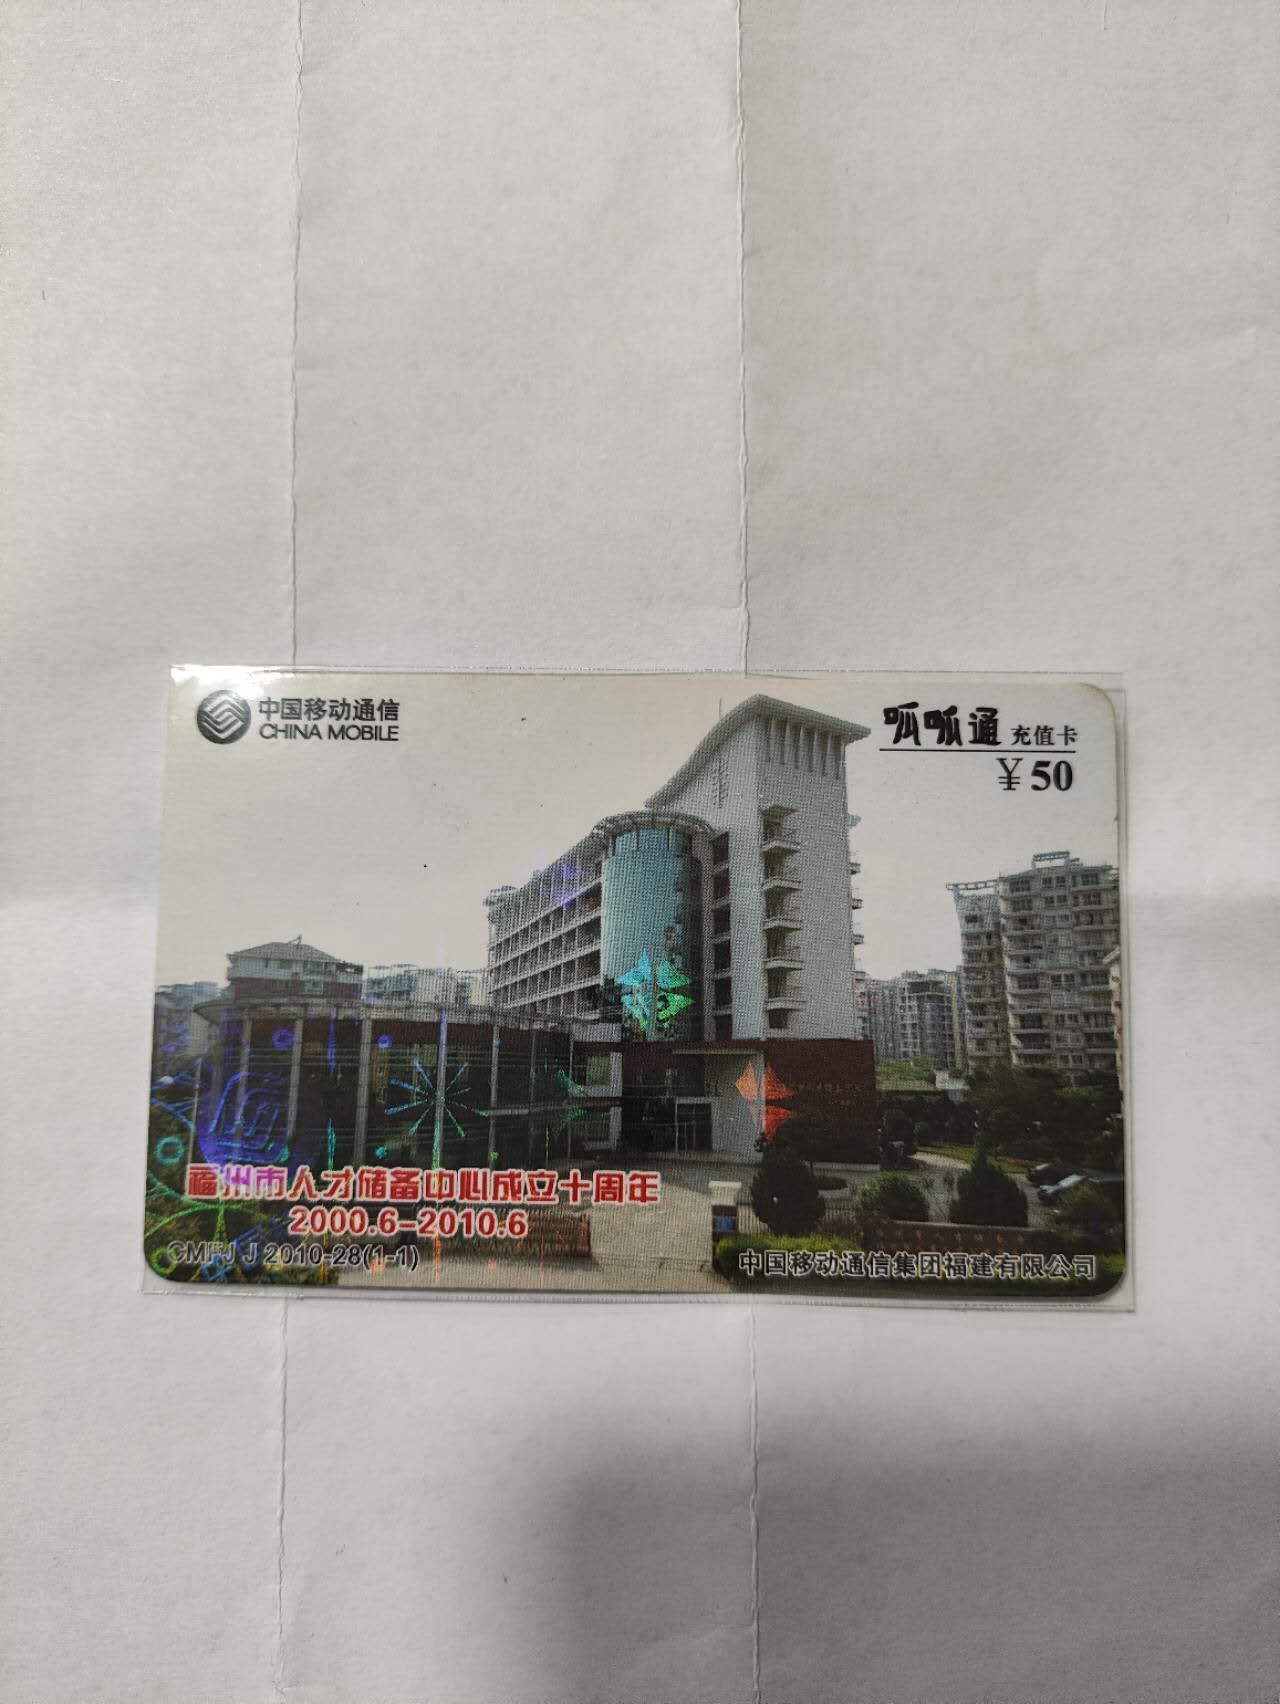 中国移动通信
CHINA MOBILE
呱呱通 充值卡
¥50
福州市人才储备中心成立十周年
2000.6-2010.6
CMFJ J 2010-28(1-1)
中国移动通信集团福建有限公司